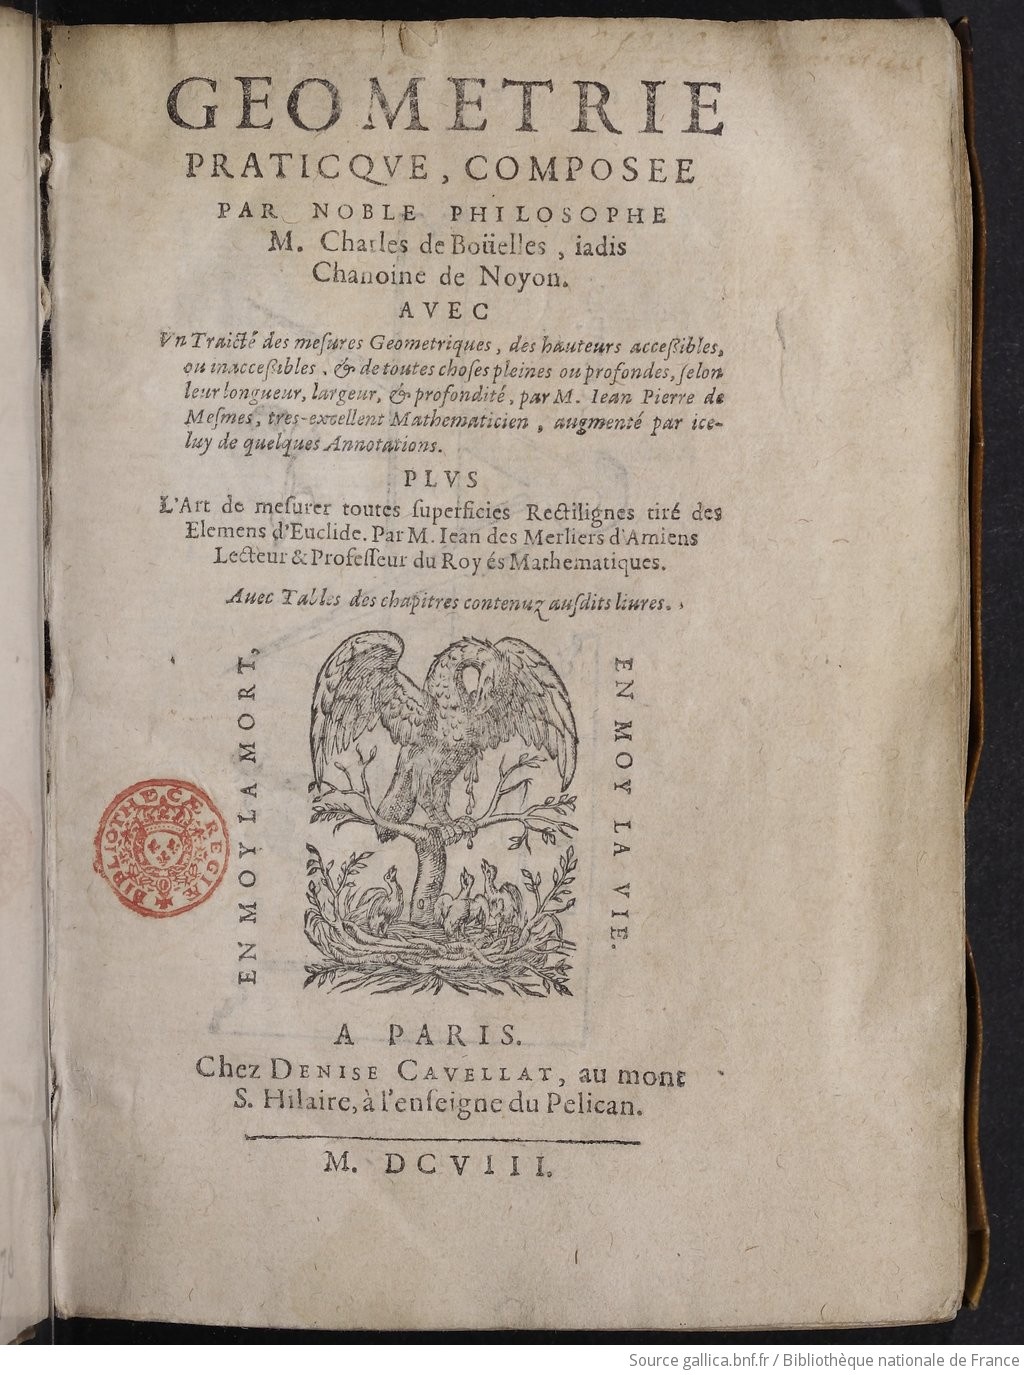 GEOMETRIE
PRATICQVE, COMPOSEE
PAR NOBLE PHILOSOPHE
M. Charles de Boüelles, iadis
Chanoine de Noyon.
AVEC
Vn Traicté des meſures Geometriques, des hauteurs acceſsibles,
ou inacceſsibles, & de toutes choſes pleines ou profondes, ſelon
leur longueur, largeur, & profondité, par M. Iean Pierre de
Meſmes, tres-excellent Mathematicien, augmenté par ice-
luy de quelques Annotations.
PLVS
L'Art de meſurer toutes ſuperficies Rectilignes tiré des
Elemens d'Euclide. Par M. Iean des Merliers d'Amiens
Lecteur & Profeſſeur du Roy és Mathematiques.
Auec Tables des chapitres contenuz auſdits liures.
EN MOY LA MORT,
EN MOY LA VIE.
BIBLIOTHECÆ REGIÆ
A PARIS.
Chez DENISE CAVELLAT, au mont
S. Hilaire, à l'enſeigne du Pelican.
M. DCVIII.
Source gallica.bnf.fr / Bibliothèque nationale de France